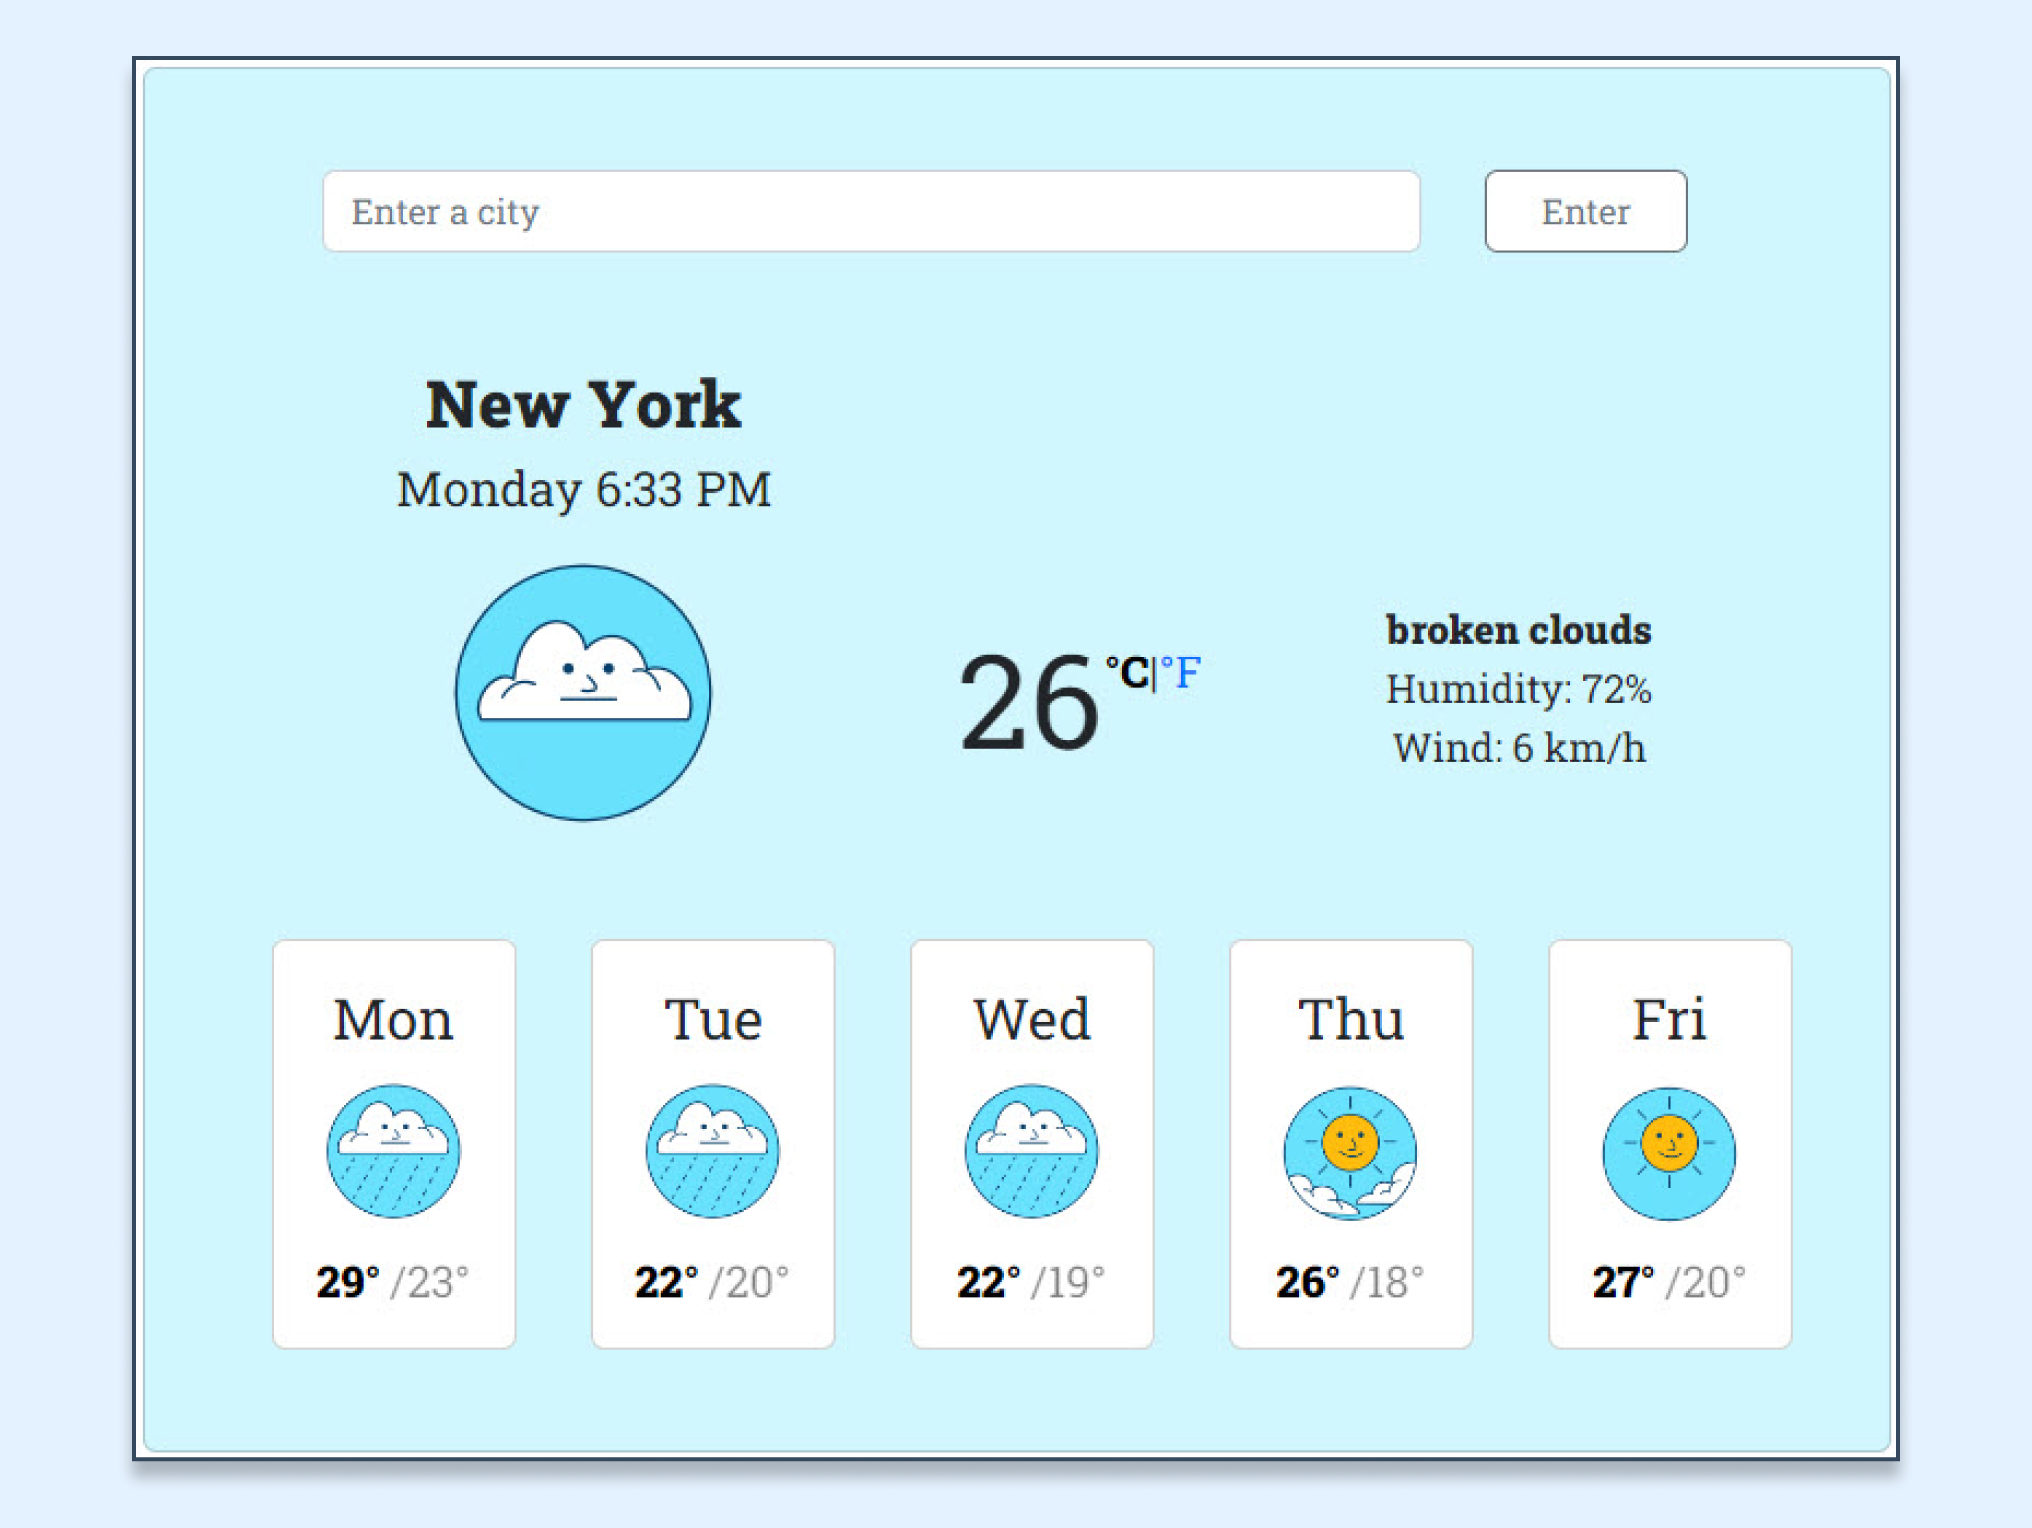 Enter a city
Enter
New York
Monday 6:33 PM
26 °C|°F
broken clouds
Humidity: 72%
Wind: 6 km/h
Mon
29° /23°
Tue
22° /20°
Wed
22° /19°
Thu
26° /18°
Fri
27° /20°